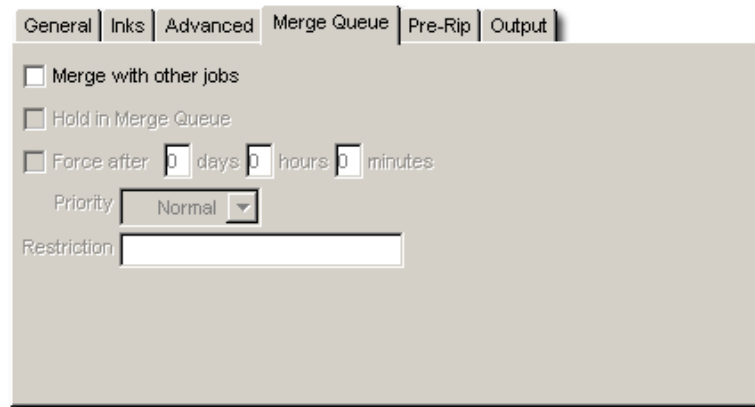 General Inks Advanced Merge Queue Pre-Rip Output
Merge with other jobs
Hold in Merge Queue
Force after 0 days 0 hours 0 minutes
Priority Normal
Restriction